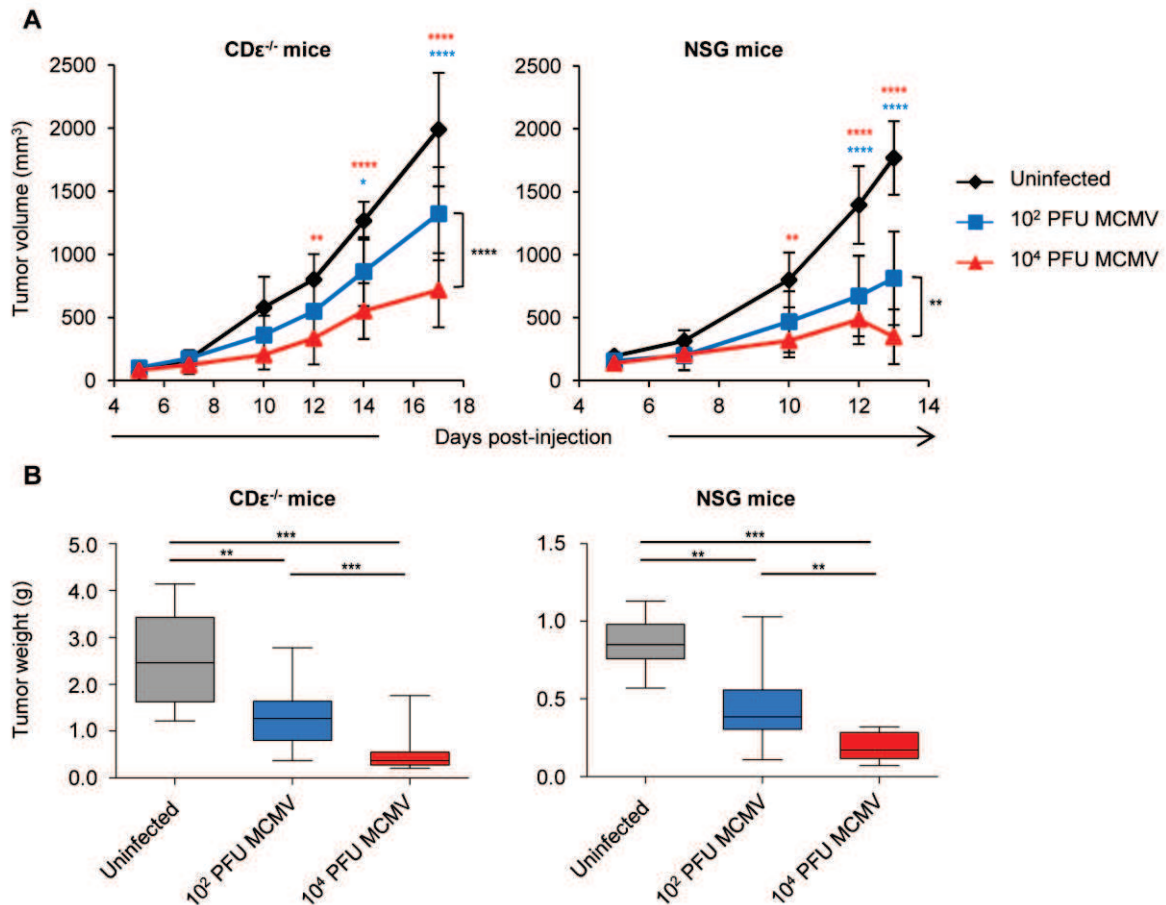 A
CDε-/- mice
NSG mice
Tumor volume (mm³)
2500
2000
1500
1000
500
0
4 6 8 10 12 14 16 18
**
****
*
****
****
****
2500
2000
1500
1000
500
0
4 6 8 10 12 14
**
****
****
****
****
**
Uninfected
10² PFU MCMV
10⁴ PFU MCMV
Days post-injection
B
CDε-/- mice
NSG mice
Tumor weight (g)
5.0
4.0
3.0
2.0
1.0
0.0
***
**
***
Uninfected
10² PFU MCMV
10⁴ PFU MCMV
1.5
1.0
0.5
0.0
***
**
**
Uninfected
10² PFU MCMV
10⁴ PFU MCMV